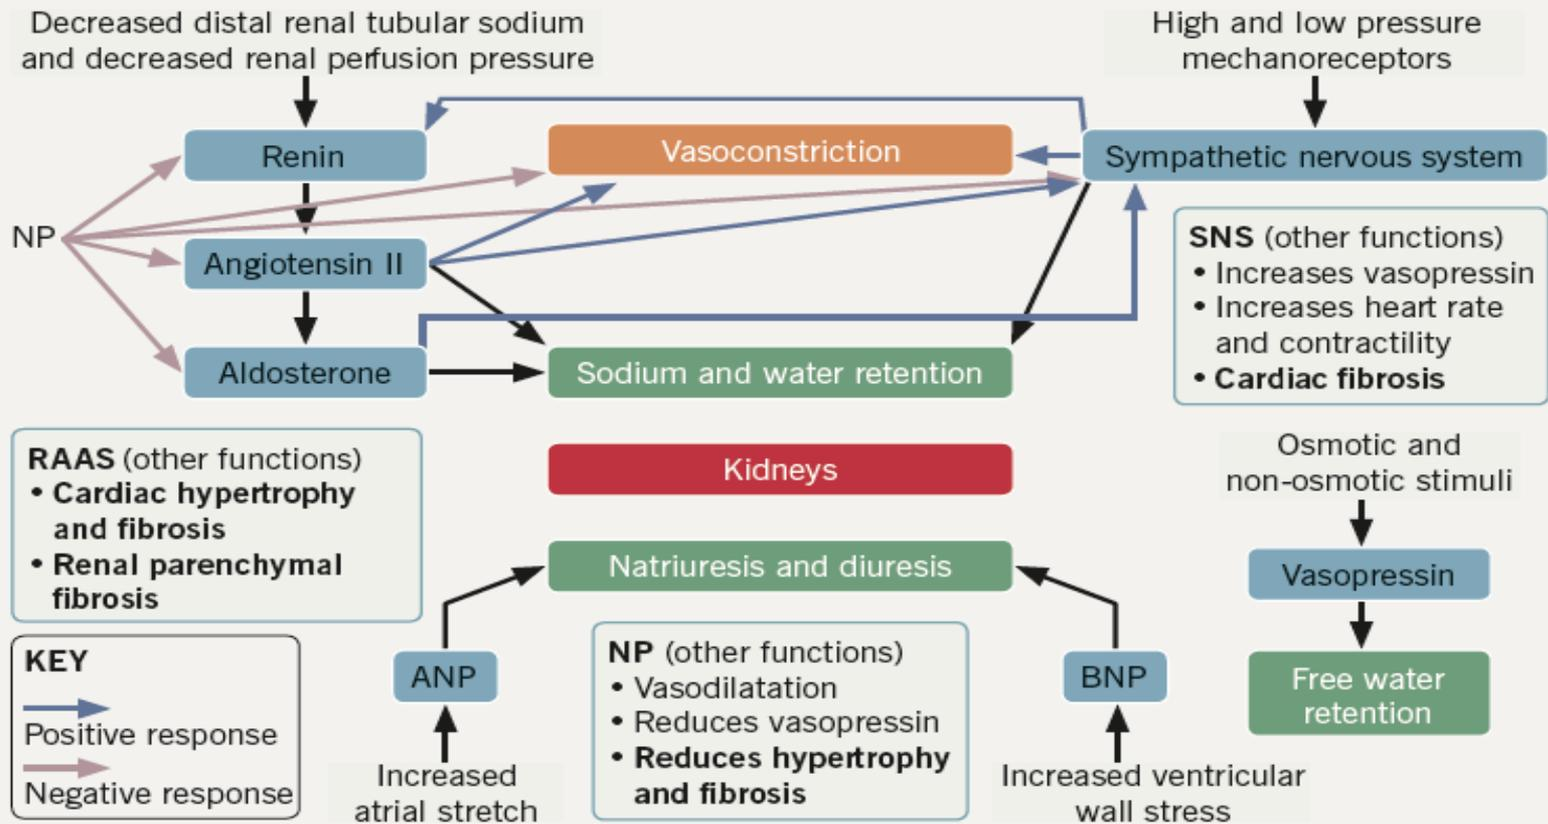 Decreased distal renal tubular sodium
and decreased renal perfusion pressure
High and low pressure
mechanoreceptors
Renin
Vasoconstriction
Sympathetic nervous system
NP
Angiotensin II
SNS (other functions)
• Increases vasopressin
• Increases heart rate
and contractility
• Cardiac fibrosis
Aldosterone
Sodium and water retention
RAAS (other functions)
• Cardiac hypertrophy
and fibrosis
• Renal parenchymal
fibrosis
Kidneys
Osmotic and
non-osmotic stimuli
Natriuresis and diuresis
Vasopressin
KEY
Positive response
Negative response
ANP
NP (other functions)
• Vasodilatation
• Reduces vasopressin
• Reduces hypertrophy
and fibrosis
BNP
Free water
retention
Increased
atrial stretch
Increased ventricular
wall stress